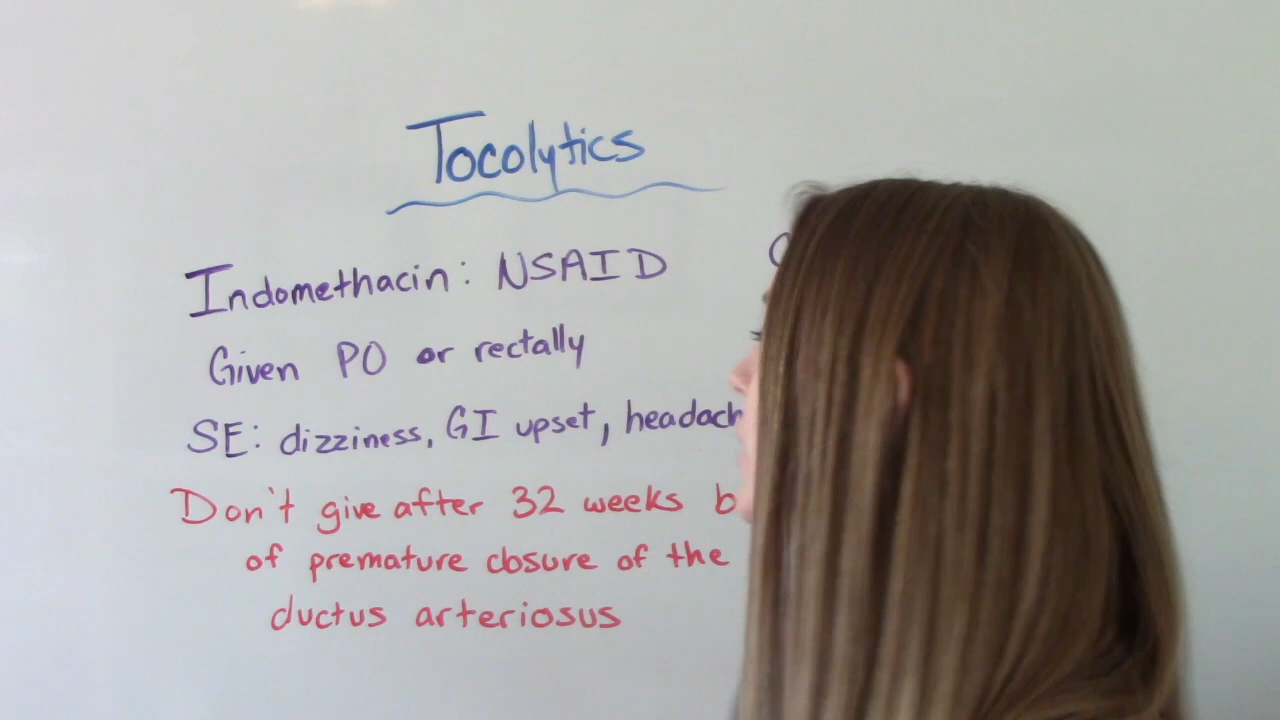 Tocolytics
Indomethacin: NSAID
Given PO or rectally
SE: dizziness, GI upset,
Don't give after 32 weeks
of premature closure of the
ductus arteriosus